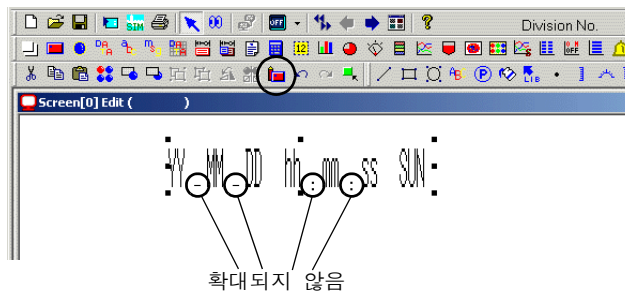 Division No.
Screen[0] Edit ( )
YY-MM-DD hh:mm:ss SUN
확대되지 않음